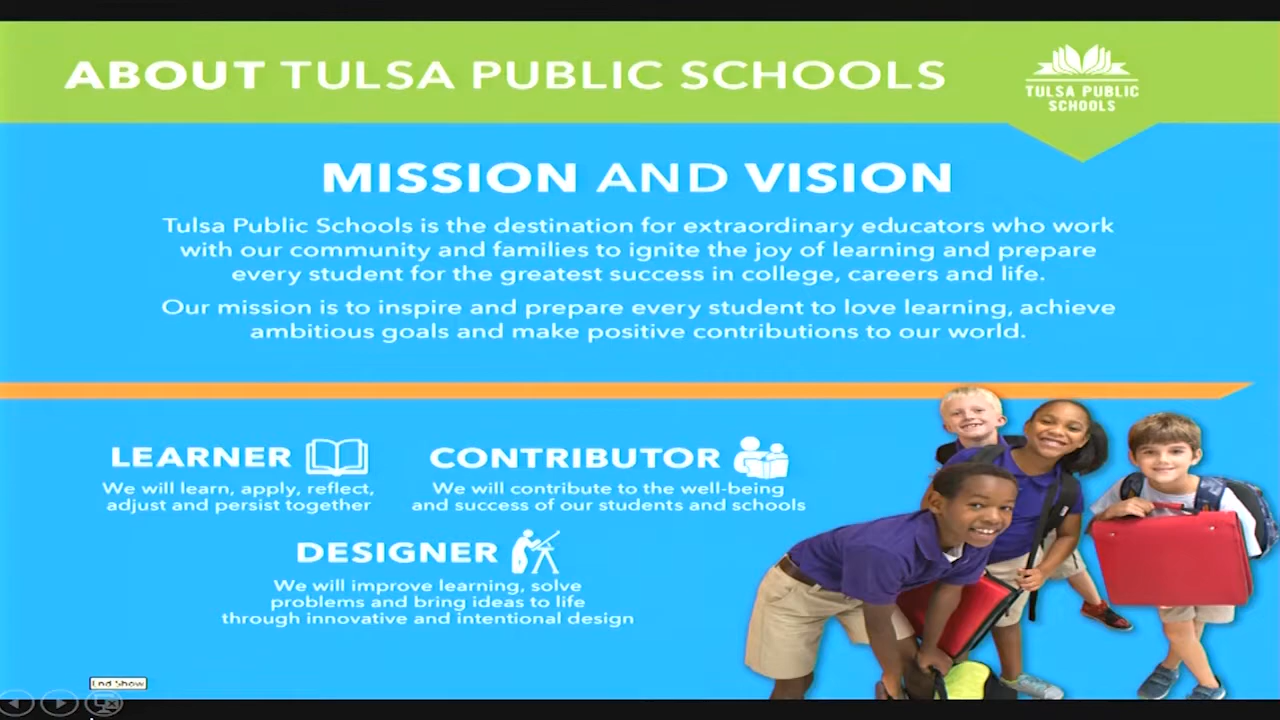 ABOUT TULSA PUBLIC SCHOOLS
TULSA PUBLIC
SCHOOLS
MISSION AND VISION
Tulsa Public Schools is the destination for extraordinary educators who work
with our community and families to ignite the joy of learning and prepare
every student for the greatest success in college, careers and life.
Our mission is to inspire and prepare every student to love learning, achieve
ambitious goals and make positive contributions to our world.
LEARNER
We will learn, apply, reflect,
adjust and persist together
CONTRIBUTOR
We will contribute to the well-being
and success of our students and schools
DESIGNER
We will improve learning, solve
problems and bring ideas to life
through innovative and intentional design
End Show